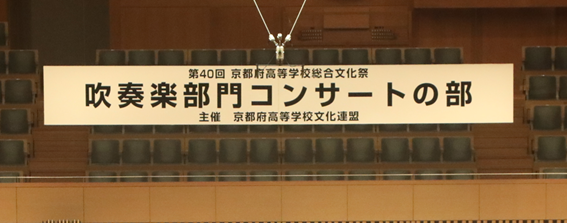 第40回 京都府高等学校総合文化祭
吹奏楽部門コンサートの部
主催　京都府高等学校文化連盟